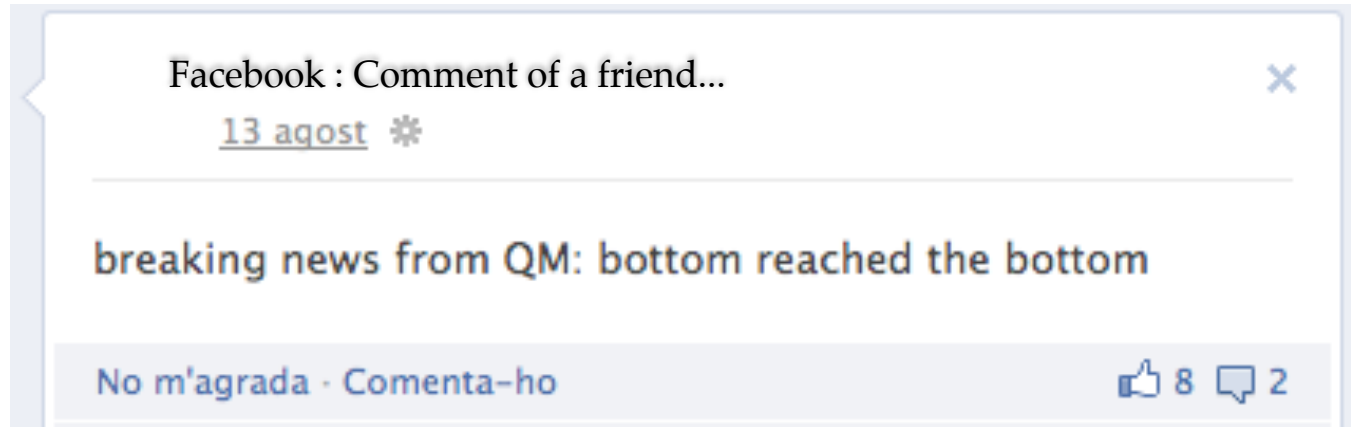 Facebook : Comment of a friend...
13 agost
breaking news from QM: bottom reached the bottom
No m'agrada · Comenta-ho 8 2